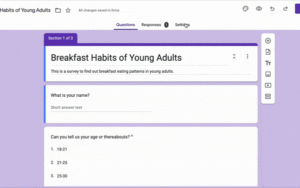 Habits of Young Adults
All changes saved in Drive
Questions Responses Settings
Section 1 of 3
Breakfast Habits of Young Adults
This is a survey to find out breakfast eating patterns in young adults.
What is your name?
Short answer text
Can you tell us your age or thereabouts? *
1. 18-21
2. 21-25
3. 25-30
Tт